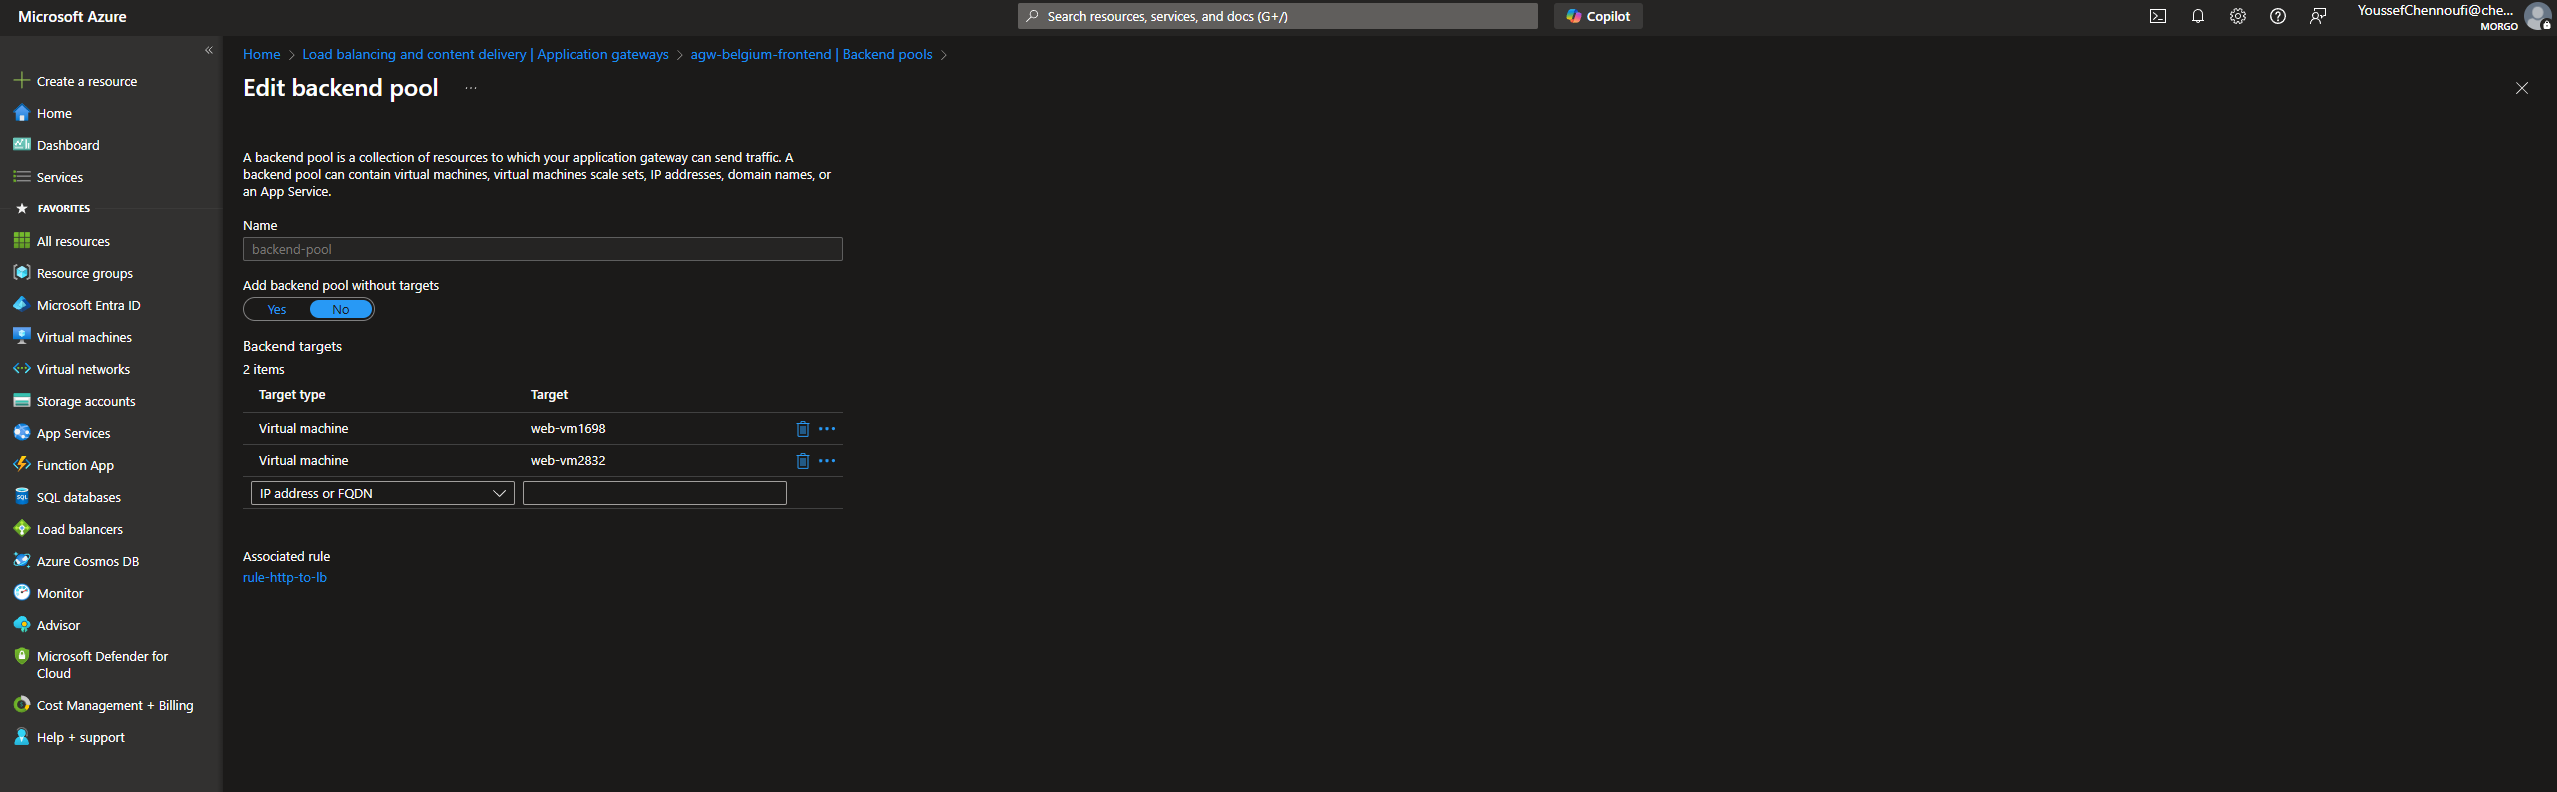 Microsoft Azure
Search resources, services, and docs (G+/)
Copilot
YoussefChennoufi@che...
MORGO
Create a resource
Home
Dashboard
Services
FAVORITES
All resources
Resource groups
Microsoft Entra ID
Virtual machines
Virtual networks
Storage accounts
App Services
Function App
SQL databases
Load balancers
Azure Cosmos DB
Monitor
Advisor
Microsoft Defender for
Cloud
Cost Management + Billing
Help + support
Home > Load balancing and content delivery | Application gateways > agw-belgium-frontend | Backend pools >
Edit backend pool ...
A backend pool is a collection of resources to which your application gateway can send traffic. A
backend pool can contain virtual machines, virtual machines scale sets, IP addresses, domain names, or
an App Service.
Name
backend-pool
Add backend pool without targets
Yes No
Backend targets
2 items
Target type Target
Virtual machine web-vm1698
Virtual machine web-vm2832
IP address or FQDN
Associated rule
rule-http-to-lb